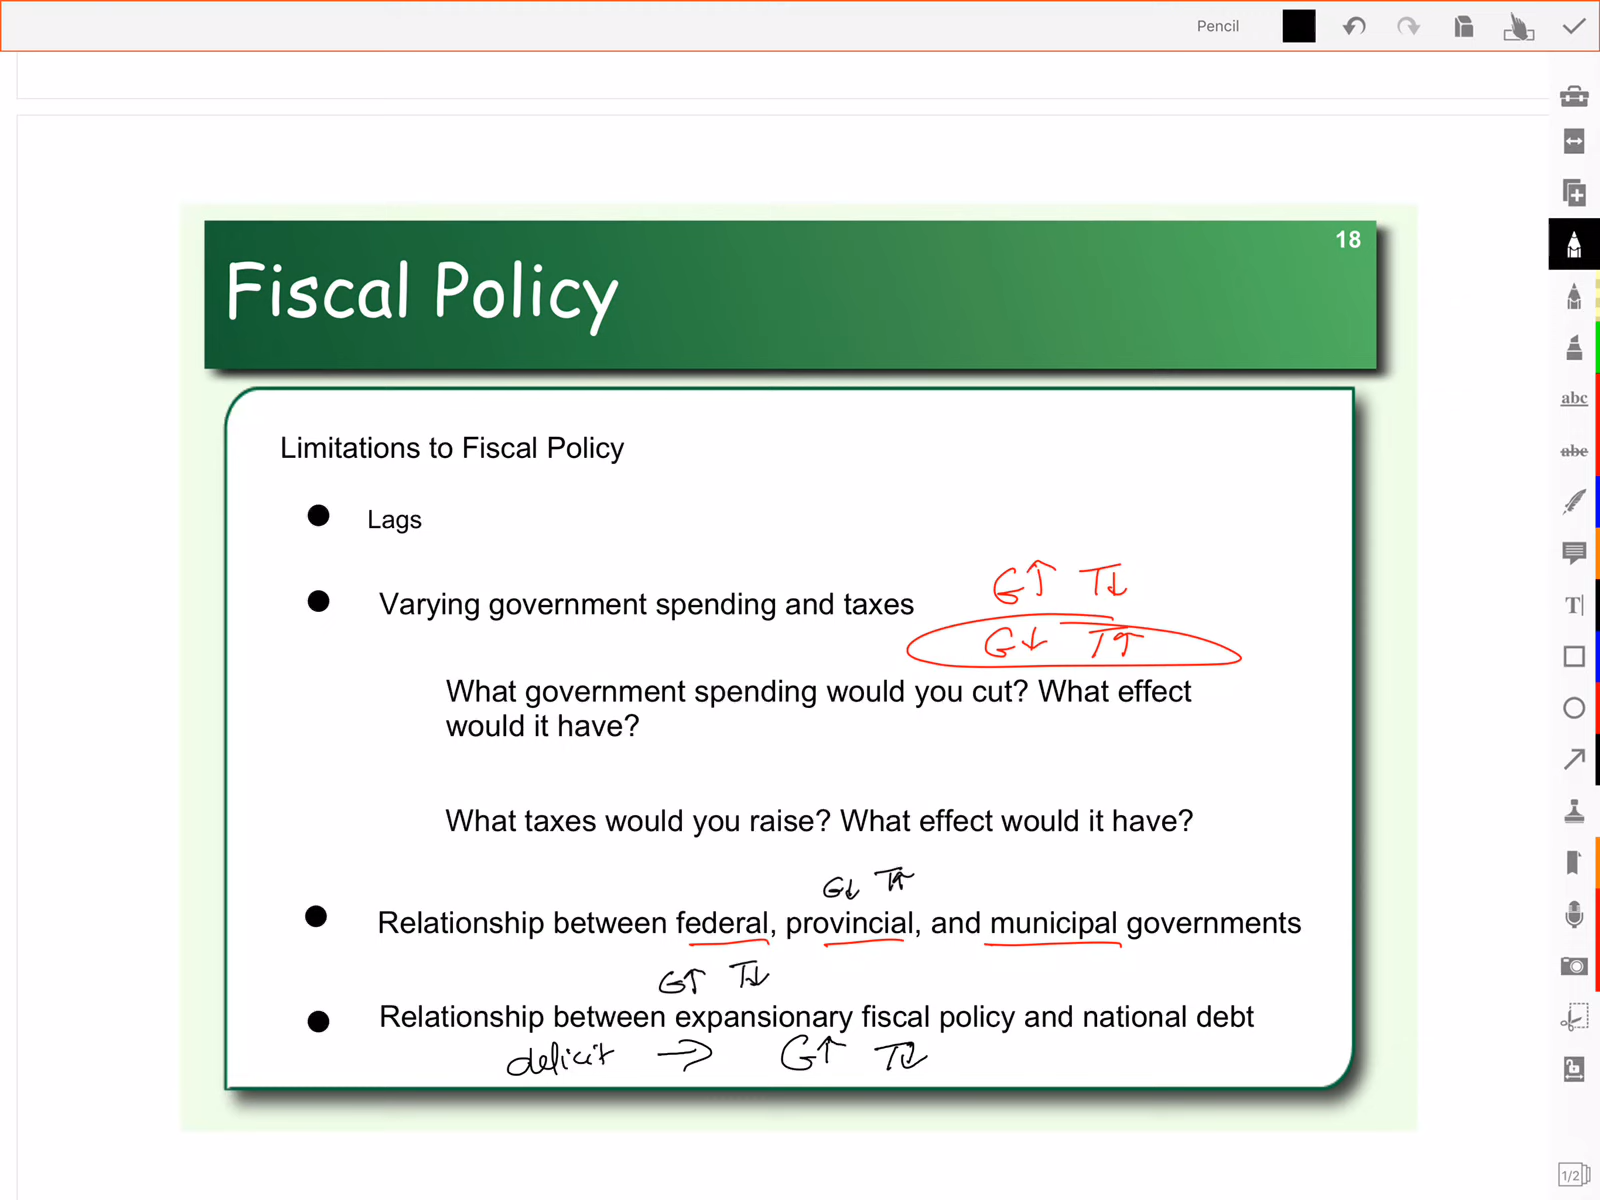 Pencil
18
Fiscal Policy
Limitations to Fiscal Policy
Lags
G↑ T↓
Varying government spending and taxes
G↓ T↑
What government spending would you cut? What effect
would it have?
What taxes would you raise? What effect would it have?
G↓ T↑
Relationship between federal, provincial, and municipal governments
G↑ T↓
Relationship between expansionary fiscal policy and national debt
deficit → G↑ T↓
abc
abc
T
1/2